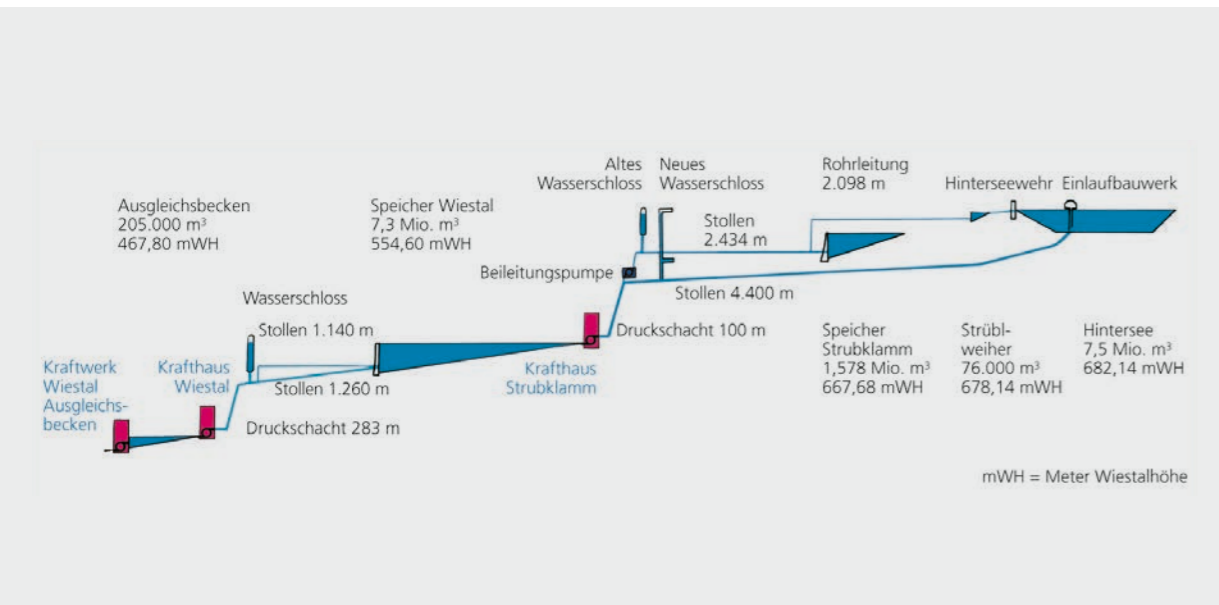 Altes
Wasserschloss
Neues
Wasserschloss
Rohrleitung
2.098 m
Hinterseewehr
Einlaufbauwerk
Ausgleichsbecken
205.000 m³
467,80 mWH
Speicher Wiestal
7,3 Mio. m³
554,60 mWH
Stollen
2.434 m
Beileitungspumpe
Stollen 4.400 m
Wasserschloss
Stollen 1.140 m
Druckschacht 100 m
Speicher
Strubklamm
1,578 Mio. m³
667,68 mWH
Strübl-
weiher
76.000 m³
678,14 mWH
Hintersee
7,5 Mio. m³
682,14 mWH
Kraftwerk
Wiestal
Ausgleichs-
becken
Krafthaus
Wiestal
Stollen 1.260 m
Krafthaus
Strubklamm
Druckschacht 283 m
mWH = Meter Wiestalhöhe